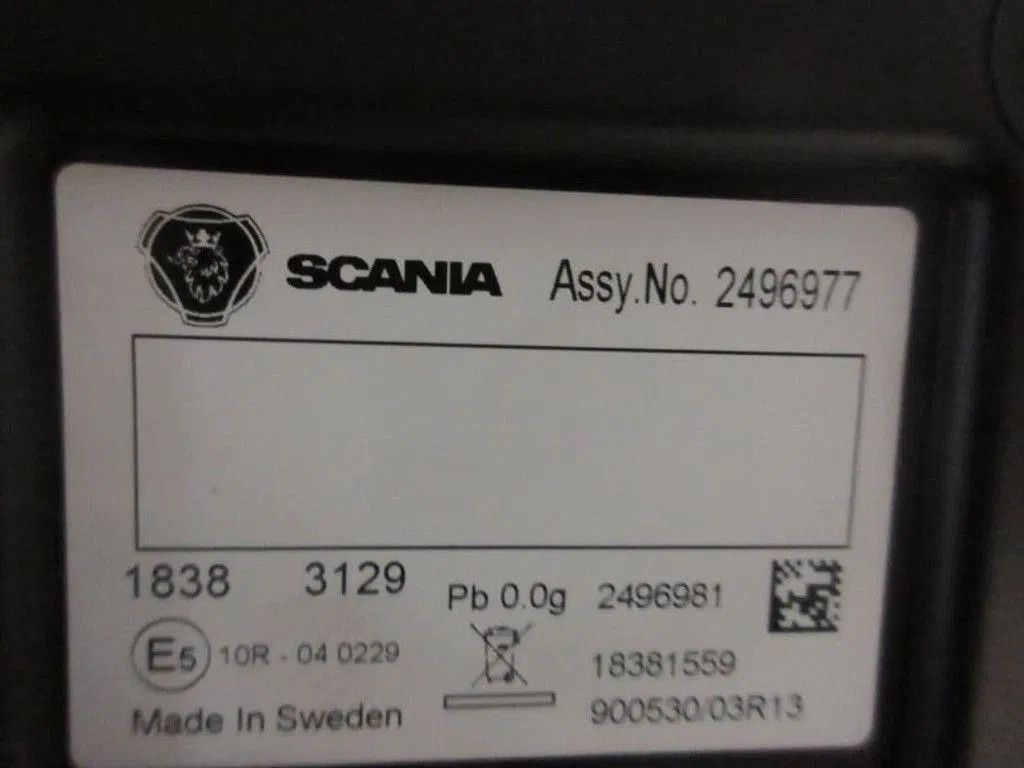 SCANIA Assy.No. 2496977
1838 3129 Pb 0.0g 2496981
E5 10R - 04 0229
18381559
Made In Sweden
900530/03R13